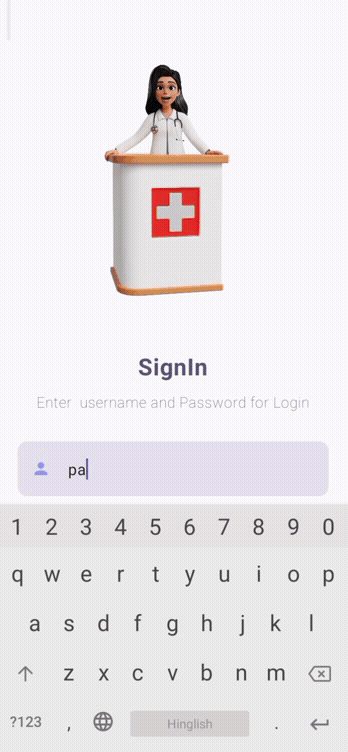 SignIn
Enter  username and Password for Login
pa
1 2 3 4 5 6 7 8 9 0
q w e r t y u i o p
a s d f g h j k l
z x c v b n m
?123 , Hinglish .